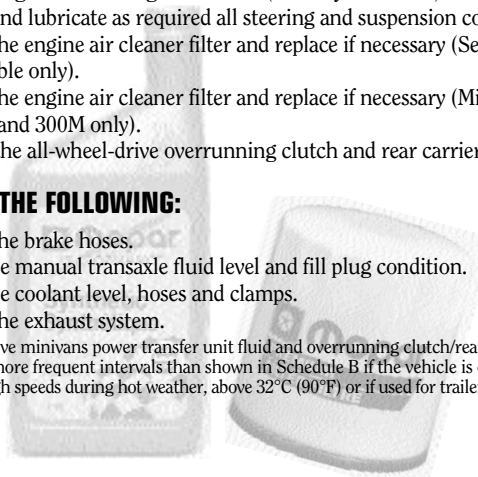 nd lubricate as required all steering and suspension co
he engine air cleaner filter and replace if necessary (Se
ble only).
he engine air cleaner filter and replace if necessary (Mi
and 300M only).
the all-wheel-drive overrunning clutch and rear carrier
THE FOLLOWING:
he brake hoses.
e manual transaxle fluid level and fill plug condition.
e coolant level, hoses and clamps.
he exhaust system.
ve minivans power transfer unit fluid and overrunning clutch/rea
more frequent intervals than shown in Schedule B if the vehicle is
gh speeds during hot weather, above 32°C (90°F) or if used for trailer
Mopar